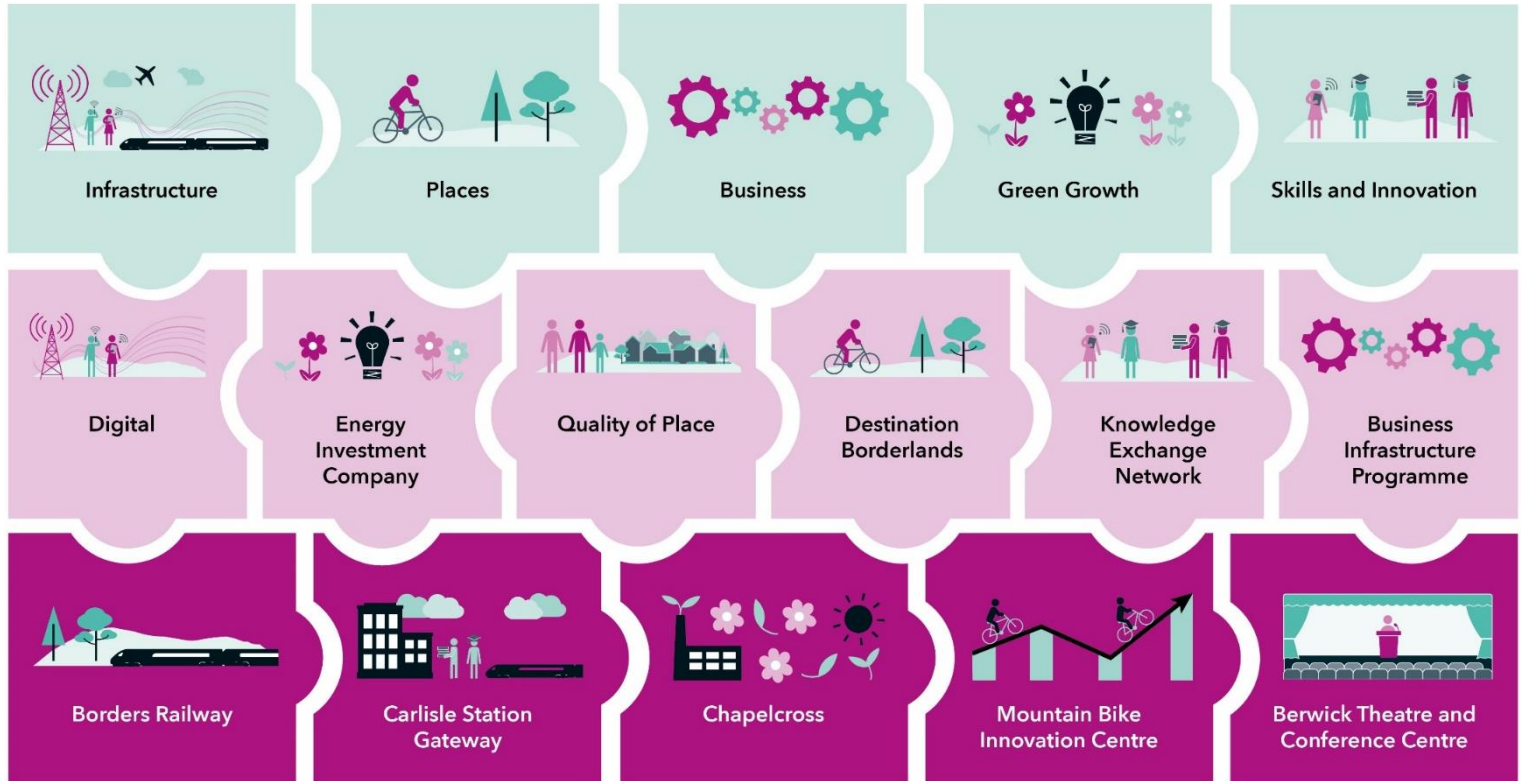 Infrastructure
Places
Business
Green Growth
Skills and Innovation
Digital
Energy
Investment
Company
Quality of Place
Destination
Borderlands
Knowledge
Exchange
Network
Business
Infrastructure
Programme
Borders Railway
Carlisle Station
Gateway
Chapelcross
Mountain Bike
Innovation Centre
Berwick Theatre and
Conference Centre